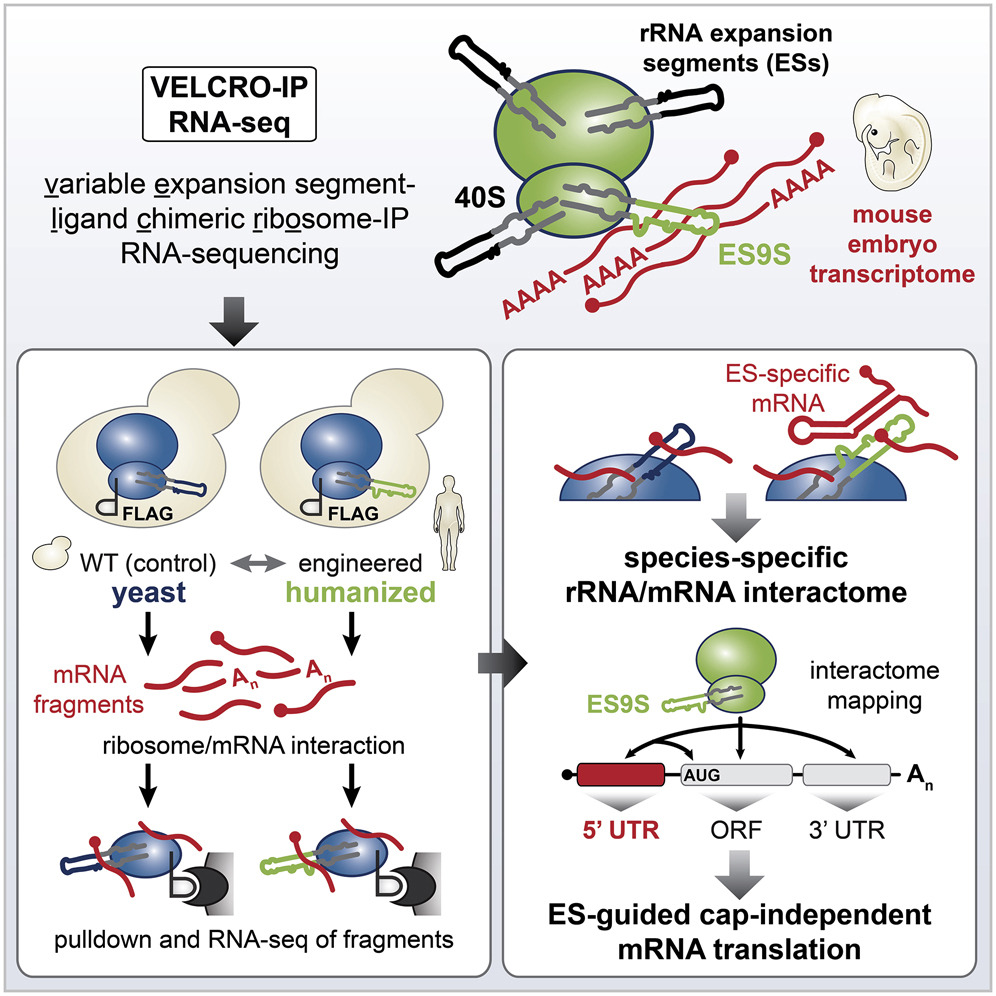 VELCRO-IP
RNA-seq
variable expansion segment-
ligand chimeric ribosome-IP
RNA-sequencing
rRNA expansion
segments (ESs)
40S
ES9S
AAAA
AAAA
AAAA
mouse
embryo
transcriptome
FLAG
FLAG
WT (control)
engineered
yeast
humanized
mRNA
fragments
An
An
ribosome/mRNA interaction
pulldown and RNA-seq of fragments
ES-specific
mRNA
species-specific
rRNA/mRNA interactome
interactome
mapping
ES9S
AUG
An
5' UTR
ORF
3' UTR
ES-guided cap-independent
mRNA translation